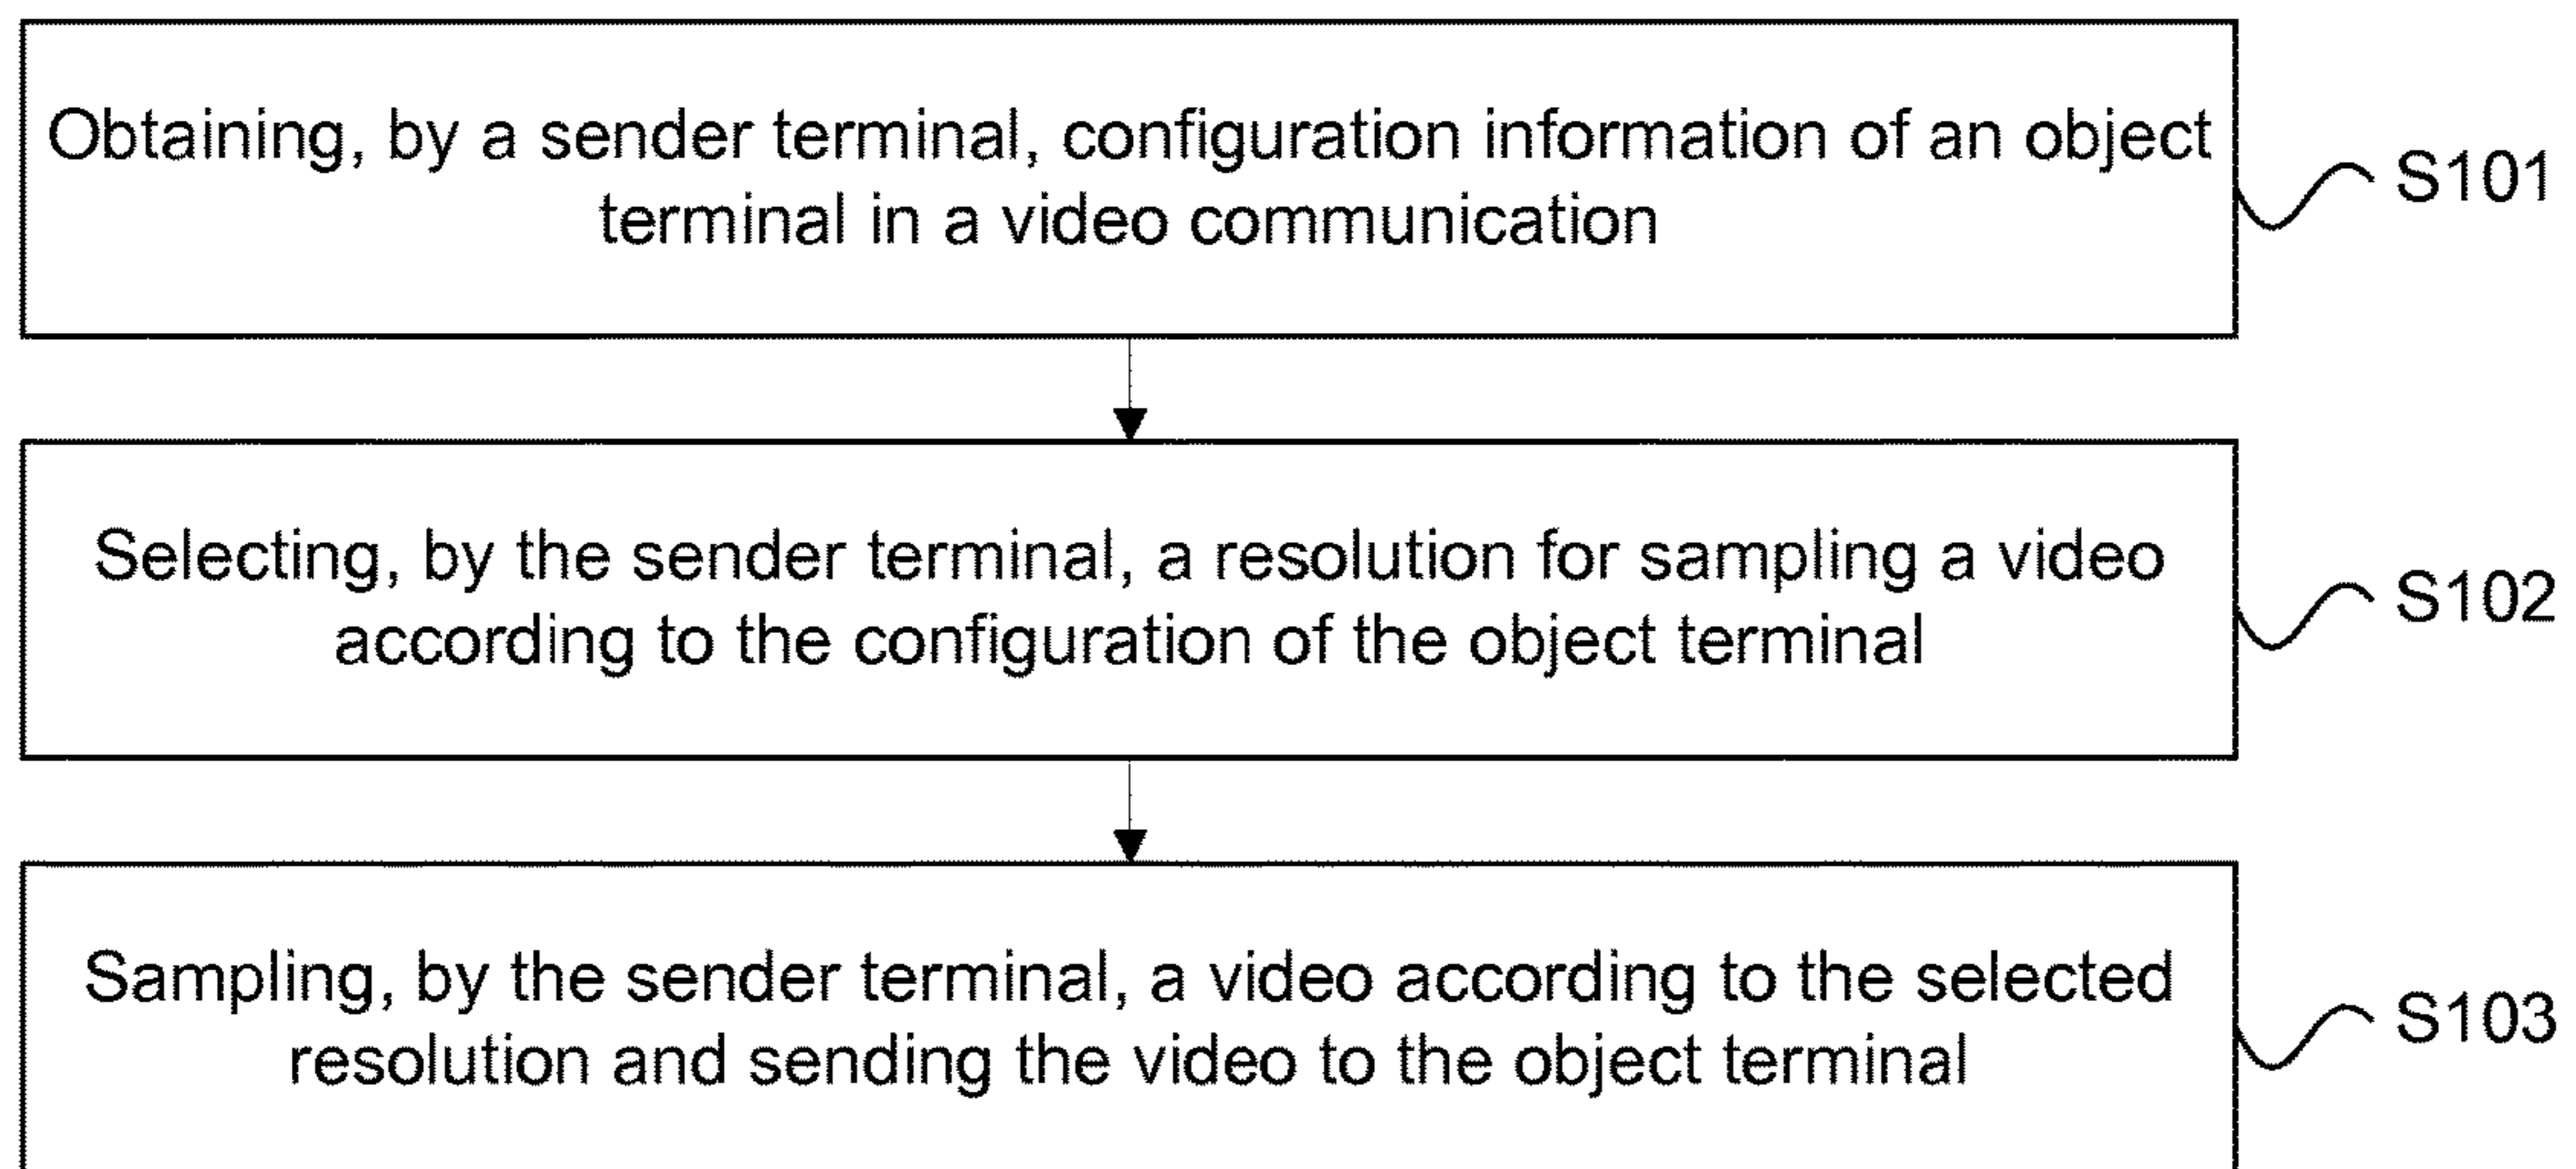 Obtaining, by a sender terminal, configuration information of an object
terminal in a video communication
S101
Selecting, by the sender terminal, a resolution for sampling a video
according to the configuration of the object terminal
S102
Sampling, by the sender terminal, a video according to the selected
resolution and sending the video to the object terminal
S103